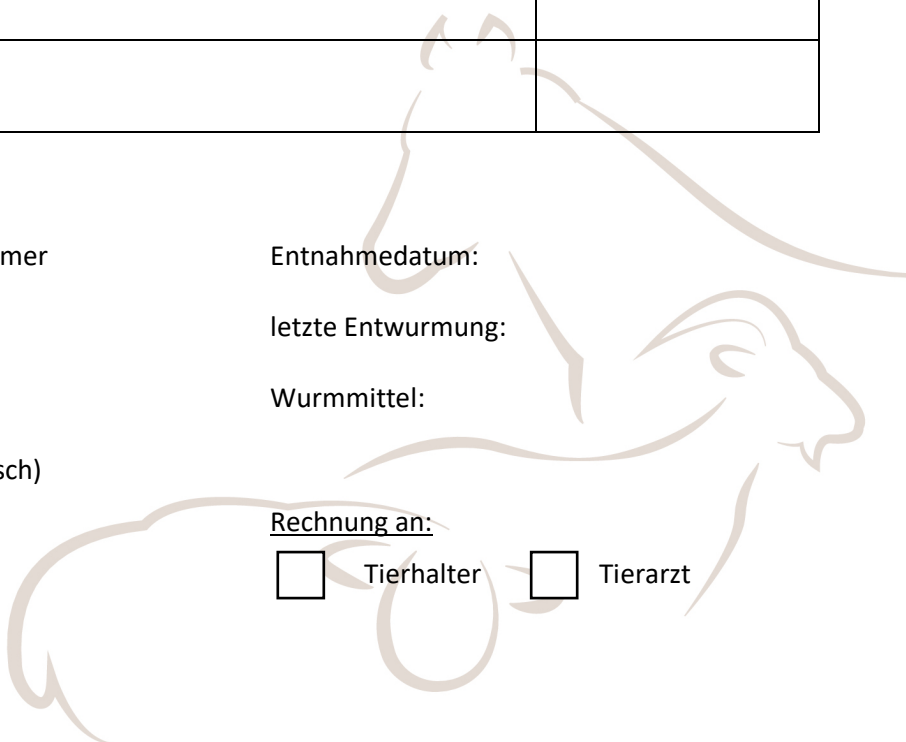 mer
Entnahmedatum:
letzte Entwurmung:
Wurmmittel:
sch)
Rechnung an:
Tierhalter Tierarzt